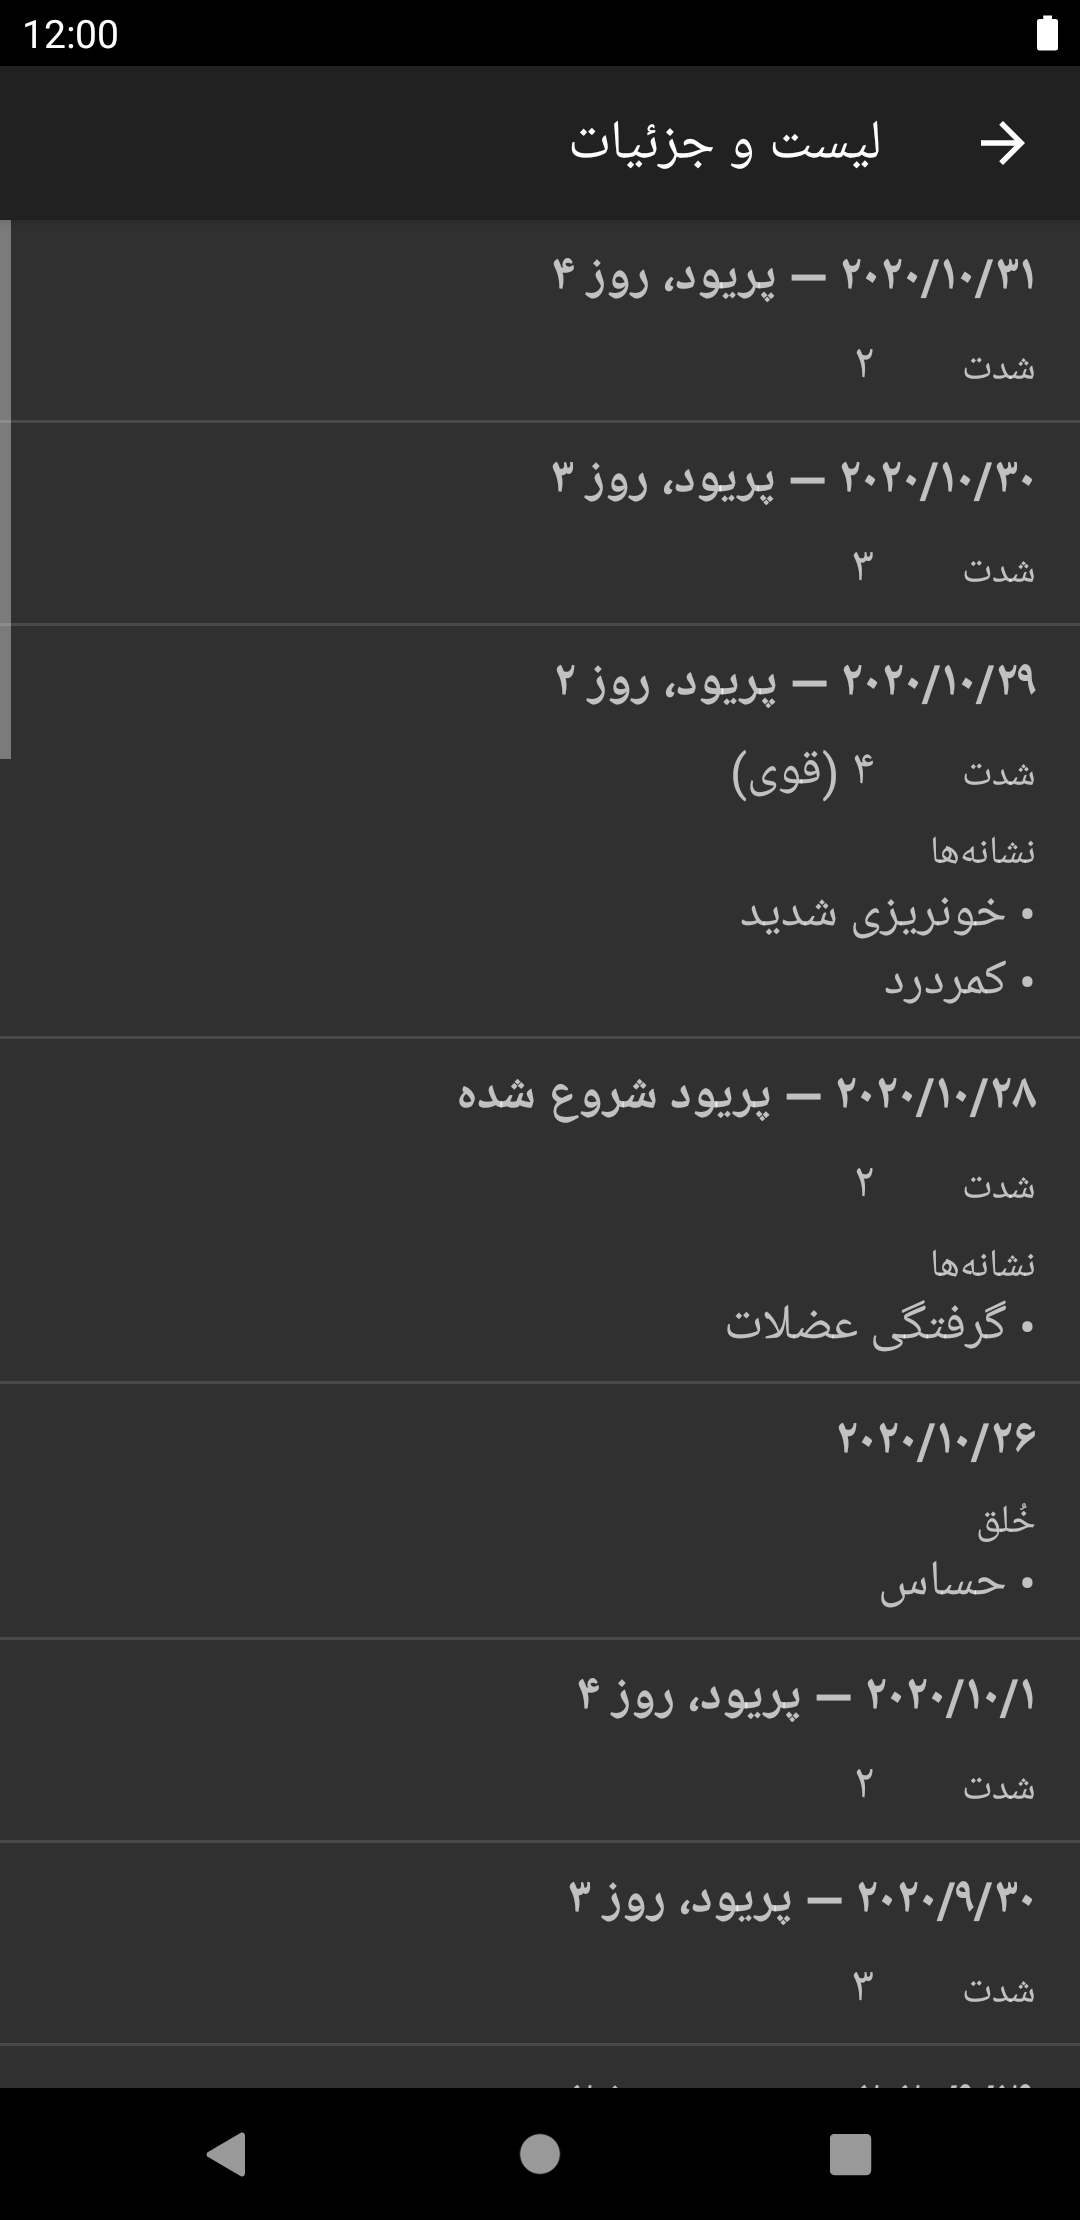 12:00
لیست و جزئیات
۲۰۲۰/۱۰/۳۱ — پریود، روز ۴
شدت ۲
۲۰۲۰/۱۰/۳۰ — پریود، روز ۳
شدت ۳
۲۰۲۰/۱۰/۲۹ — پریود، روز ۲
شدت ۴ (قوی)
نشانه‌ها
• خونریزی شدید
• کمردرد
۲۰۲۰/۱۰/۲۸ — پریود شروع شده
شدت ۲
نشانه‌ها
• گرفتگی عضلات
۲۰۲۰/۱۰/۲۶
خُلق
• حساس
۲۰۲۰/۱۰/۱ — پریود، روز ۴
شدت ۲
۲۰۲۰/۹/۳۰ — پریود، روز ۳
شدت ۳